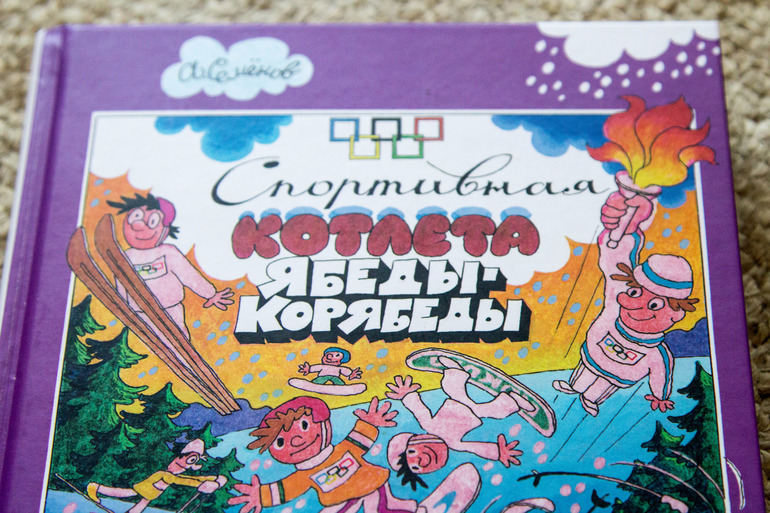 А. Семёнов
Спортивная
КОТЛЕТА
ЯБЕДЫ-
КОРЯБЕДЫ